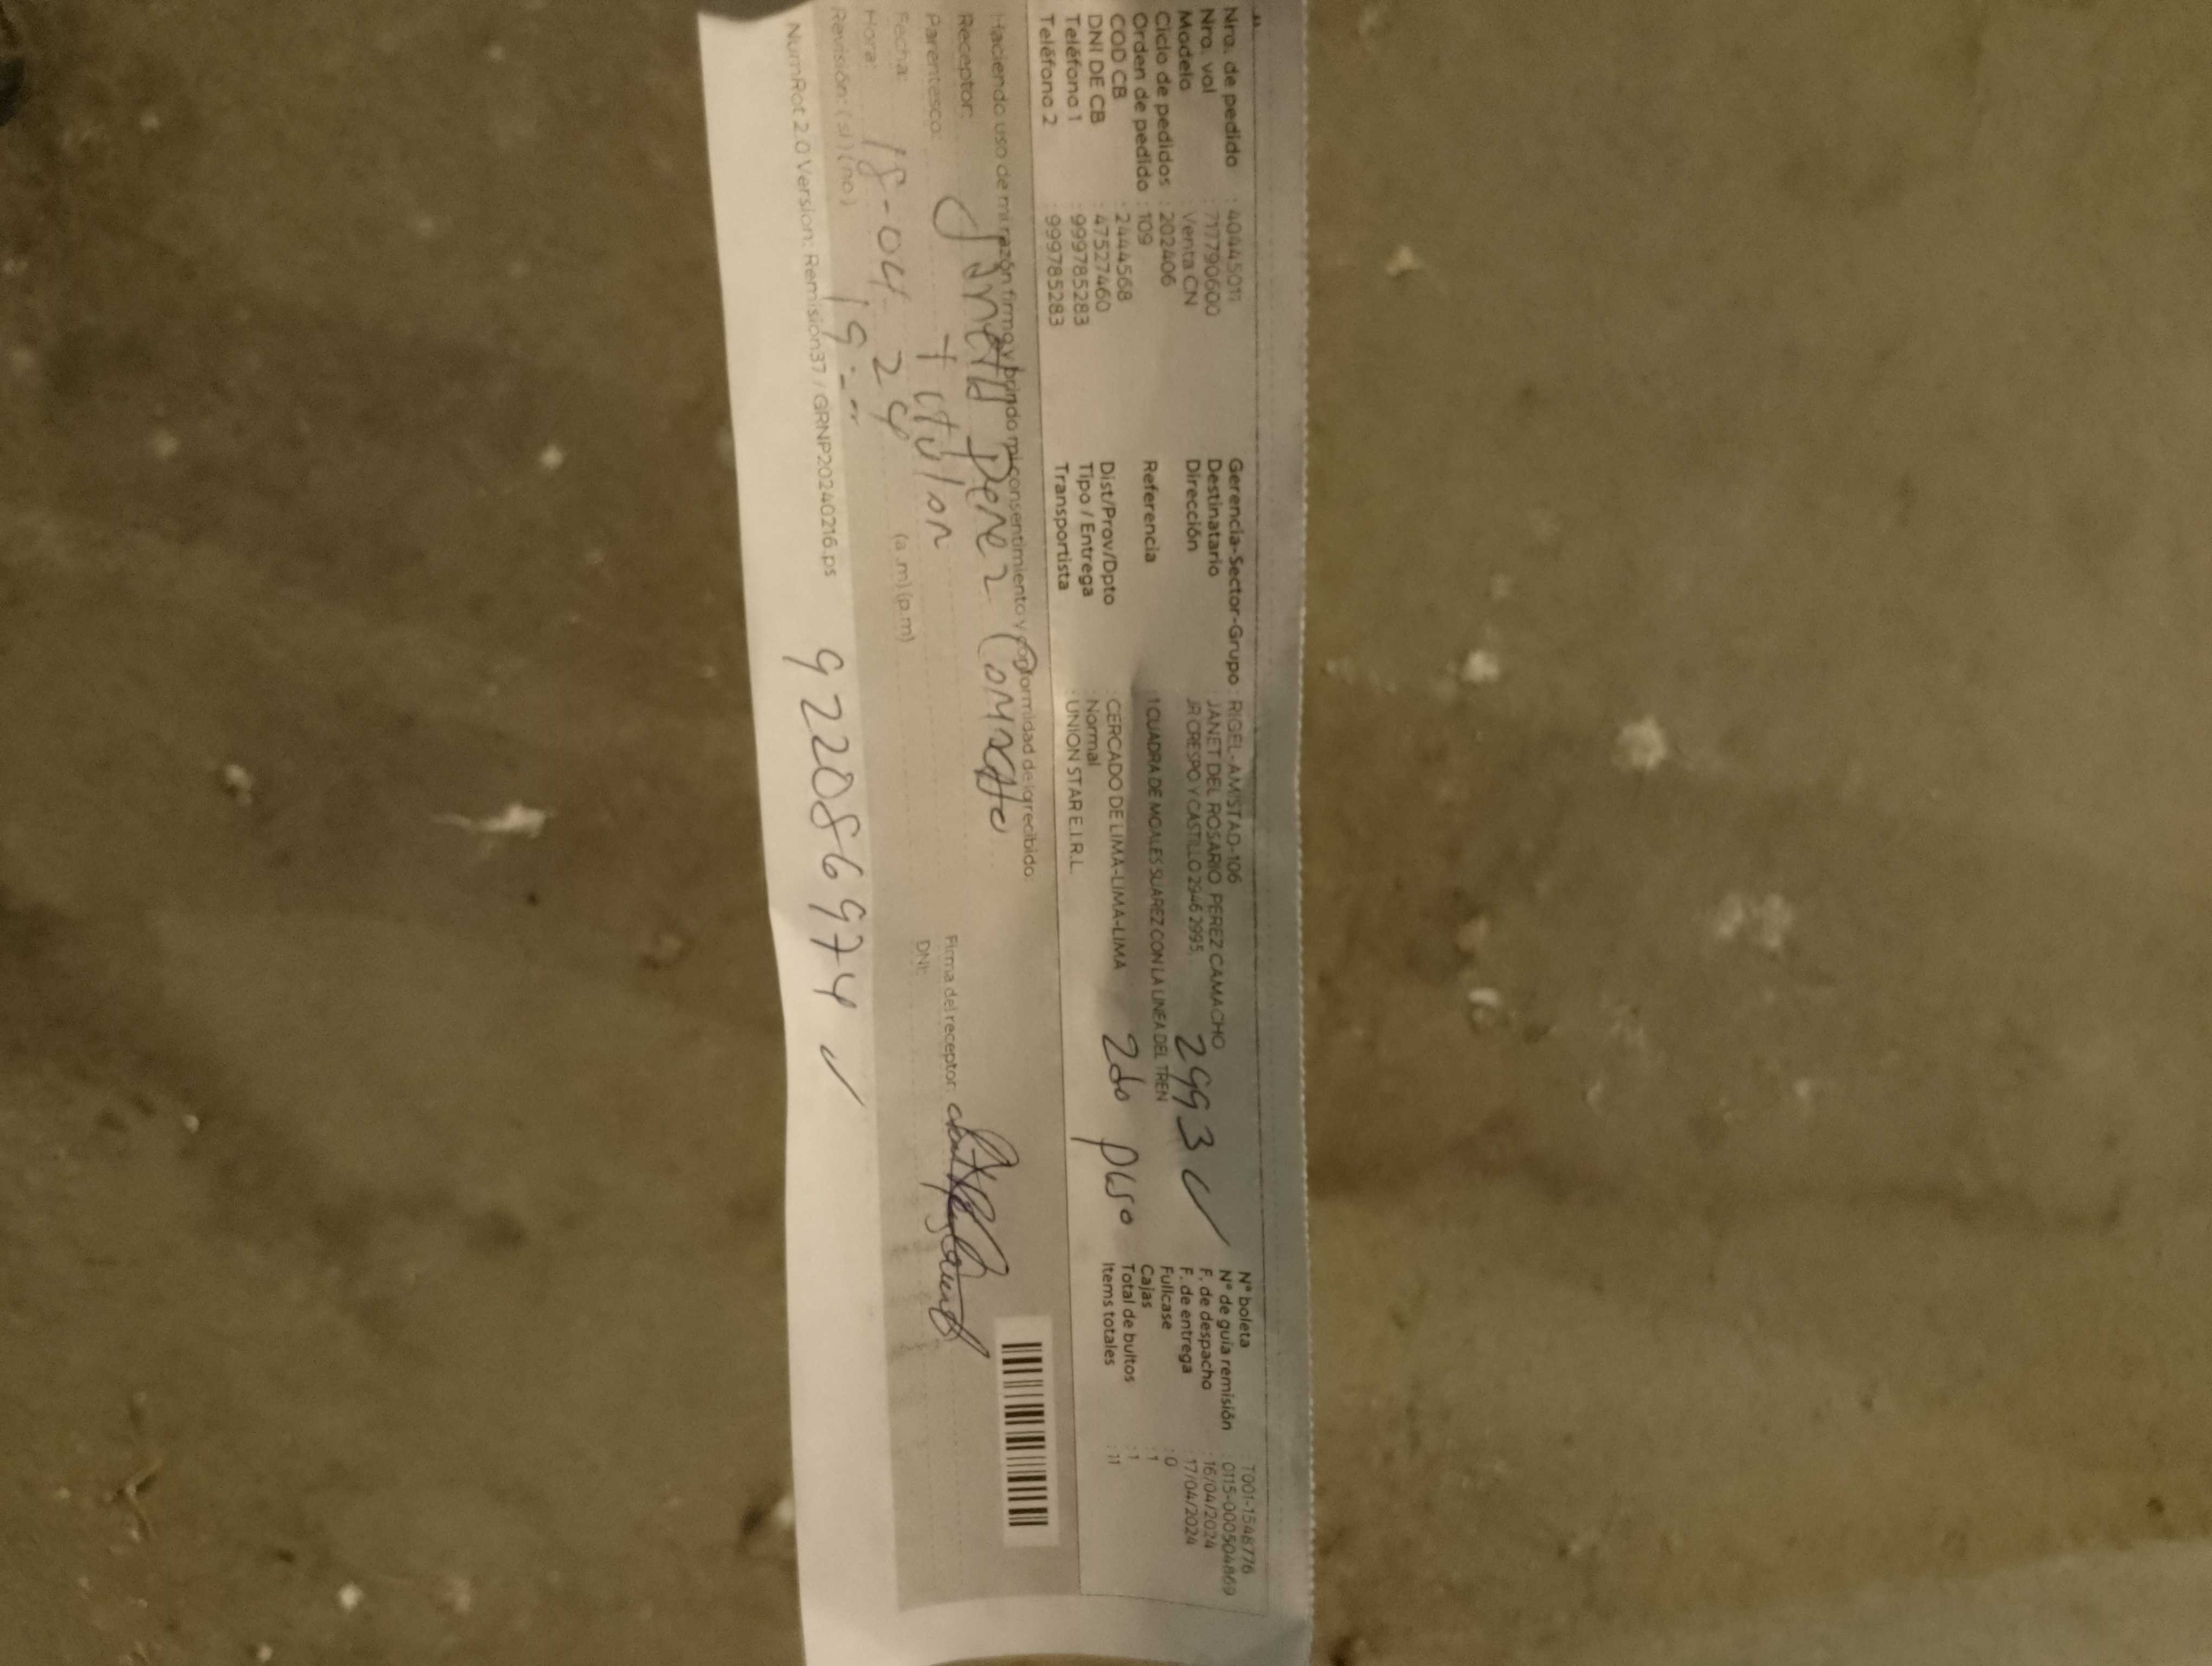 Nro. de pedido : 404445011
Nro. vol : 717790600
Modelo : Venta CN
Ciclo de pedidos : 202406
Orden de pedido : 109
COD CB : 2444568
DNI DE CB : 47527460
Teléfono 1 : 999785283
Teléfono 2 : 999785283
Gerencia-Sector-Grupo : RIGEL-AMISTAD-106
Destinatario : JANET DEL ROSARIO PEREZ CAMACHO
Dirección : JR CRESPO Y CASTILLO 2946 2995.
2993 ✓
Referencia : 1 CUADRA DE MOALES SUAREZ CON LA LINEA DEL TREN
Dist/Prov/Dpto : CERCADO DE LIMA-LIMA-LIMA
2do piso
Tipo / Entrega : Normal
Transportista : UNION STAR E.I.R.L.
N° boleta : T001-1546776
N° de guía remisión : 0115-000504869
F. de despacho : 16/04/2024
F. de entrega : 17/04/2024
Fullcase : 0
Cajas : 1
Total de bultos : 1
Items totales : 11
Haciendo uso de mi razón firmo y brindo mi consentimiento y conformidad de lo recibido:
Receptor: Janeth Perez Camacho
Parentesco: titular
Fecha: 18-04-24
Hora: 19:-- (a.m) (p.m)
Revisión: (si) (no)
Firma del receptor:
DNI:
NumRot 2.0 Version: Remision37 / GRNP20240216.ps
922086974 ✓